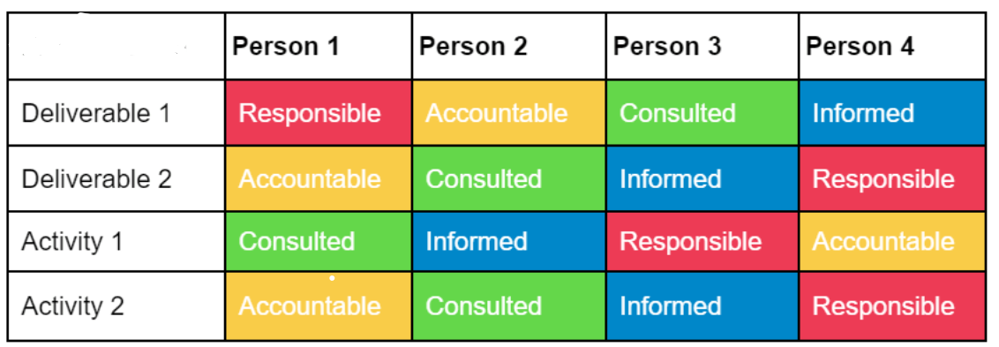 Person 1 Person 2 Person 3 Person 4
Deliverable 1 Responsible Accountable Consulted Informed
Deliverable 2 Accountable Consulted Informed Responsible
Activity 1 Consulted Informed Responsible Accountable
Activity 2 Accountable Consulted Informed Responsible